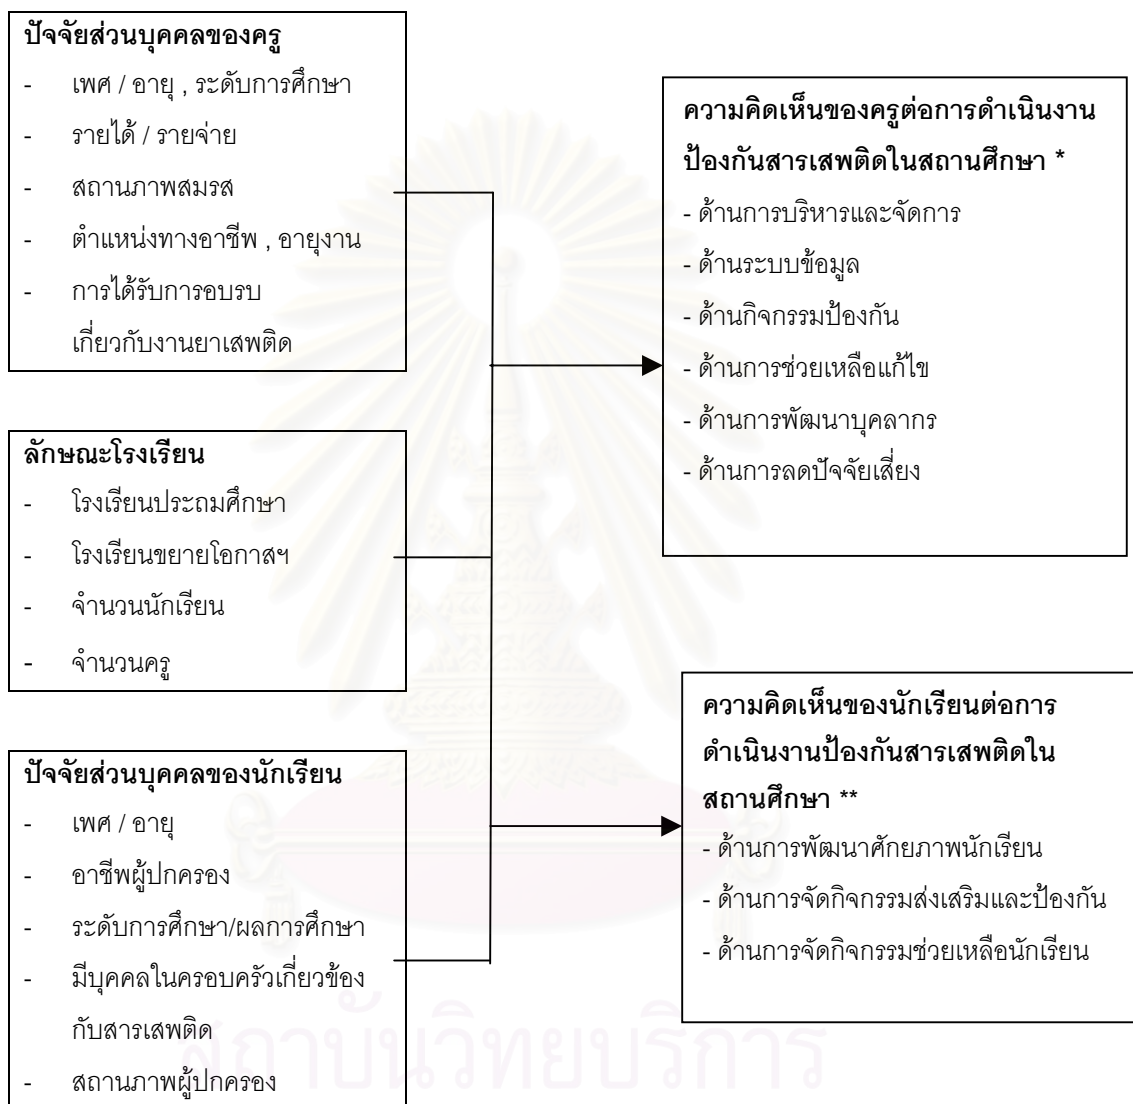 ปัจจัยส่วนบุคคลของครู
- เพศ / อายุ , ระดับการศึกษา
- รายได้ / รายจ่าย
- สถานภาพสมรส
- ตำแหน่งทางอาชีพ , อายุงาน
- การได้รับการอบรบ
เกี่ยวกับงานยาเสพติด
ลักษณะโรงเรียน
- โรงเรียนประถมศึกษา
- โรงเรียนขยายโอกาสฯ
- จำนวนนักเรียน
- จำนวนครู
ปัจจัยส่วนบุคคลของนักเรียน
- เพศ / อายุ
- อาชีพผู้ปกครอง
- ระดับการศึกษา/ผลการศึกษา
- มีบุคคลในครอบครัวเกี่ยวข้อง
กับสารเสพติด
- สถานภาพผู้ปกครอง
ความคิดเห็นของครูต่อการดำเนินงาน
ป้องกันสารเสพติดในสถานศึกษา *
- ด้านการบริหารและจัดการ
- ด้านระบบข้อมูล
- ด้านกิจกรรมป้องกัน
- ด้านการช่วยเหลือแก้ไข
- ด้านการพัฒนาบุคลากร
- ด้านการลดปัจจัยเสี่ยง
ความคิดเห็นของนักเรียนต่อการ
ดำเนินงานป้องกันสารเสพติดใน
สถานศึกษา **
- ด้านการพัฒนาศักยภาพนักเรียน
- ด้านการจัดกิจกรรมส่งเสริมและป้องกัน
- ด้านการจัดกิจกรรมช่วยเหลือนักเรียน
สถาบันวิทยบริการ